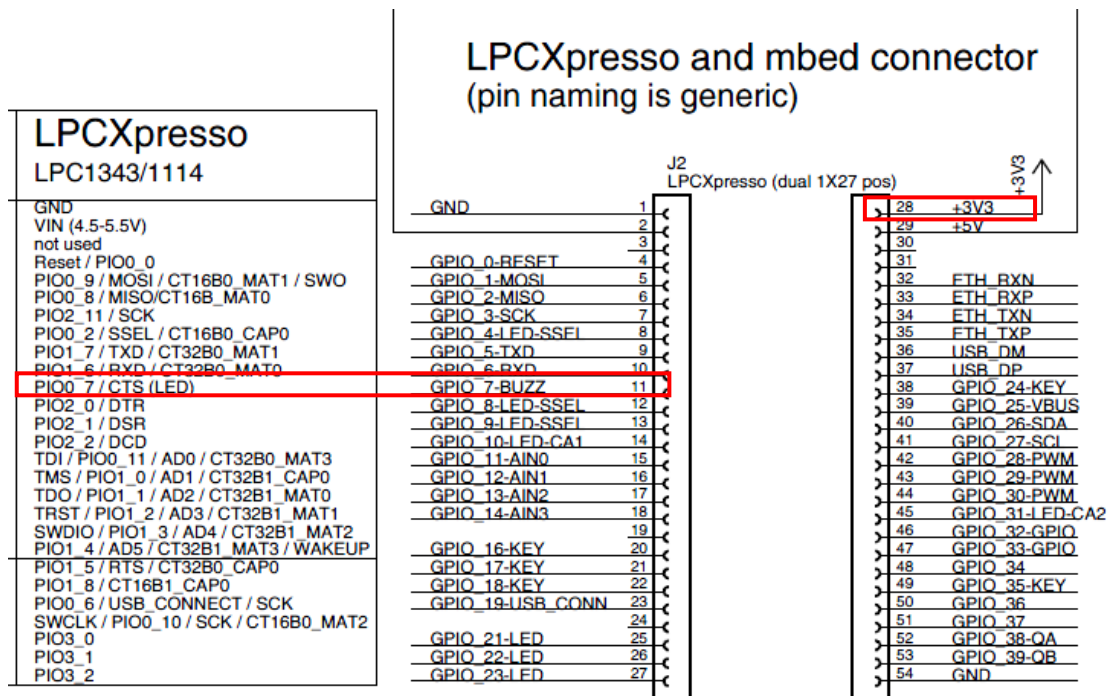 LPCXpresso and mbed connector
(pin naming is generic)
LPCXpresso
LPC1343/1114
GND
VIN (4.5-5.5V)
not used
Reset / PIO0_0
PIO0_9 / MOSI / CT16B0_MAT1 / SWO
PIO0_8 / MISO/CT16B_MAT0
PIO2_11 / SCK
PIO0_2 / SSEL / CT16B0_CAP0
PIO1_7 / TXD / CT32B0_MAT1
PIO1_6 / RXD / CT32B0_MAT0
PIO0_7 / CTS (LED)
PIO2_0 / DTR
PIO2_1 / DSR
PIO2_2 / DCD
TDI / PIO0_11 / AD0 / CT32B0_MAT3
TMS / PIO1_0 / AD1 / CT32B1_CAP0
TDO / PIO1_1 / AD2 / CT32B1_MAT0
TRST / PIO1_2 / AD3 / CT32B1_MAT1
SWDIO / PIO1_3 / AD4 / CT32B1_MAT2
PIO1_4 / AD5 / CT32B1_MAT3 / WAKEUP
PIO1_5 / RTS / CT32B0_CAP0
PIO1_8 / CT16B1_CAP0
PIO0_6 / USB_CONNECT / SCK
SWCLK / PIO0_10 / SCK / CT16B0_MAT2
PIO3_0
PIO3_1
PIO3_2
J2
LPCXpresso (dual 1X27 pos)
+3V3
GND 1
2
3
GPIO_0-RESET 4
GPIO_1-MOSI 5
GPIO_2-MISO 6
GPIO_3-SCK 7
GPIO_4-LED-SSEL 8
GPIO_5-TXD 9
GPIO_6-RXD 10
GPIO_7-BUZZ 11
GPIO_8-LED-SSEL 12
GPIO_9-LED-SSEL 13
GPIO_10-LED-CA1 14
GPIO_11-AIN0 15
GPIO_12-AIN1 16
GPIO_13-AIN2 17
GPIO_14-AIN3 18
19
GPIO_16-KEY 20
GPIO_17-KEY 21
GPIO_18-KEY 22
GPIO_19-USB_CONN 23
24
GPIO_21-LED 25
GPIO_22-LED 26
GPIO_23-LED 27
28 +3V3
29 +5V
30
31
32 ETH_RXN
33 ETH_RXP
34 ETH_TXN
35 ETH_TXP
36 USB_DM
37 USB_DP
38 GPIO_24-KEY
39 GPIO_25-VBUS
40 GPIO_26-SDA
41 GPIO_27-SCL
42 GPIO_28-PWM
43 GPIO_29-PWM
44 GPIO_30-PWM
45 GPIO_31-LED-CA2
46 GPIO_32-GPIO
47 GPIO_33-GPIO
48 GPIO_34
49 GPIO_35-KEY
50 GPIO_36
51 GPIO_37
52 GPIO_38-QA
53 GPIO_39-QB
54 GND